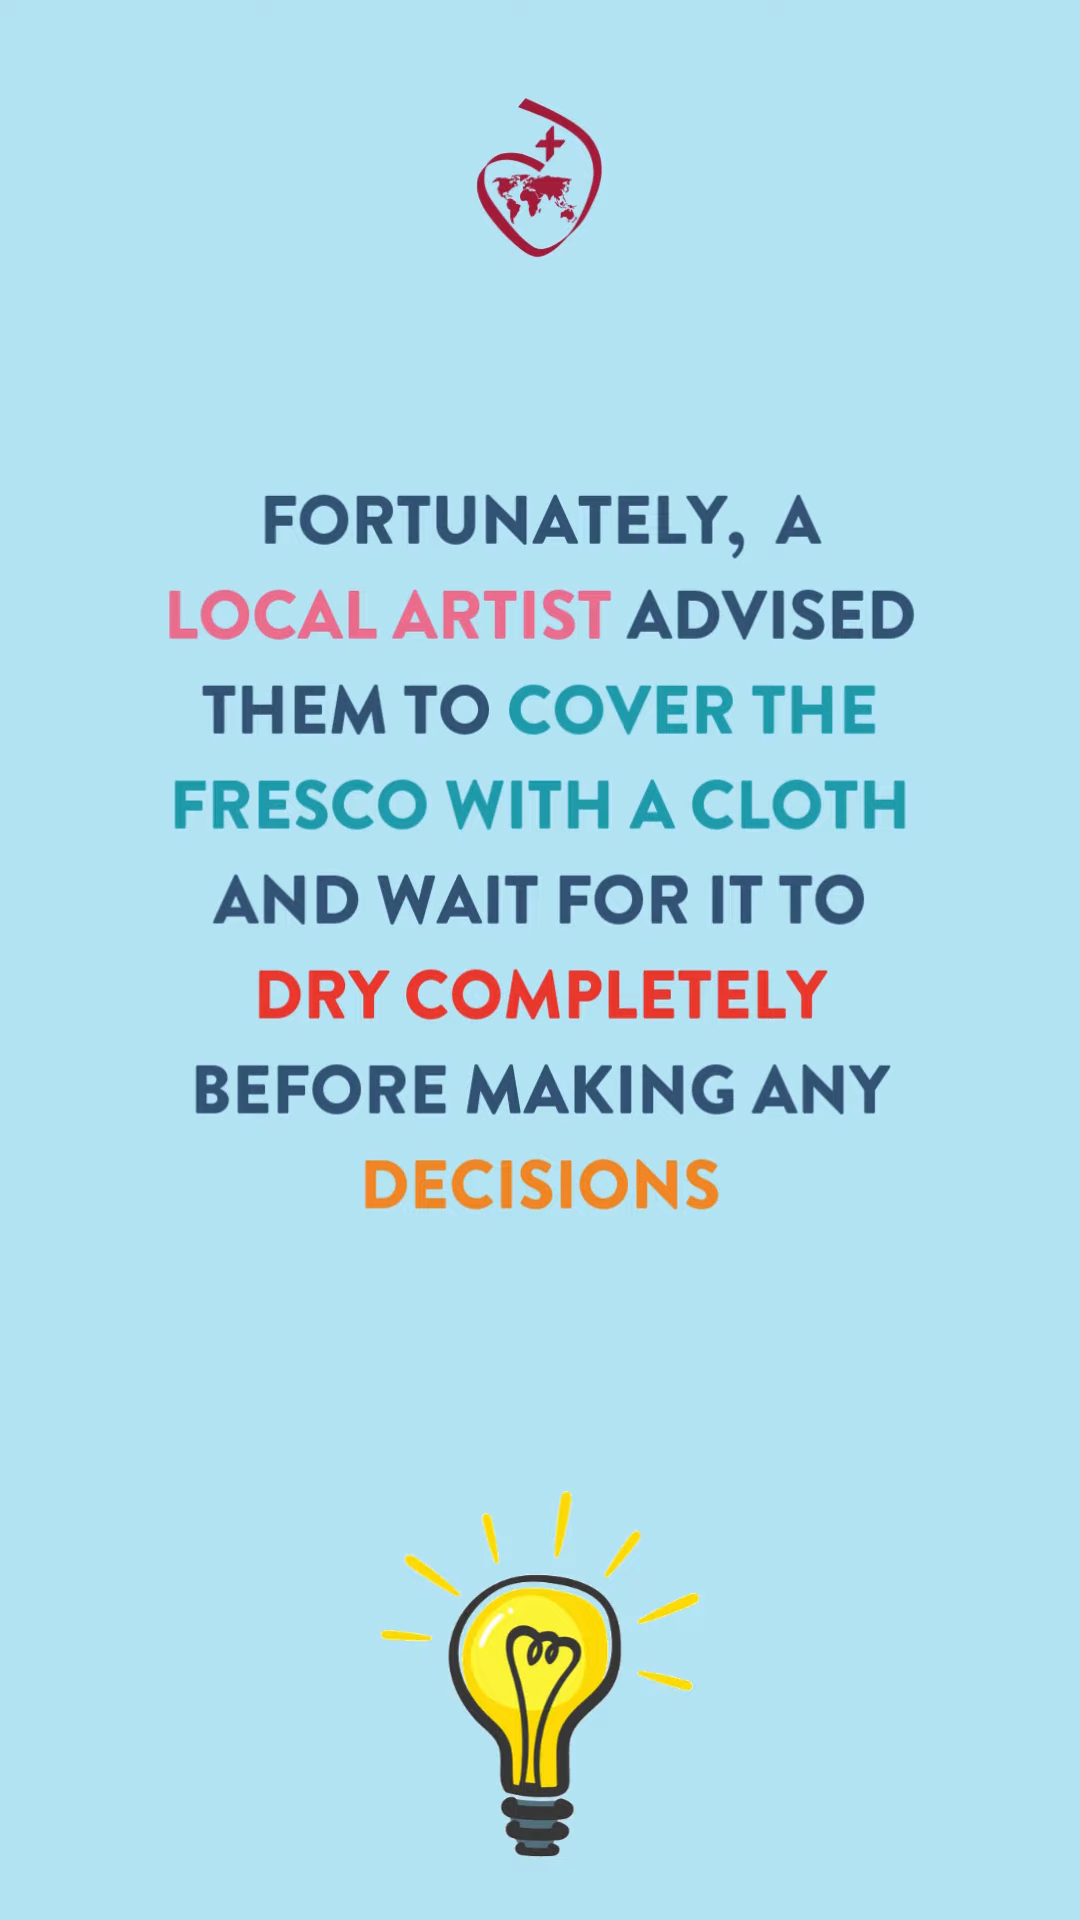 FORTUNATELY, A
LOCAL ARTIST ADVISED
THEM TO COVER THE
FRESCO WITH A CLOTH
AND WAIT FOR IT TO
DRY COMPLETELY
BEFORE MAKING ANY
DECISIONS